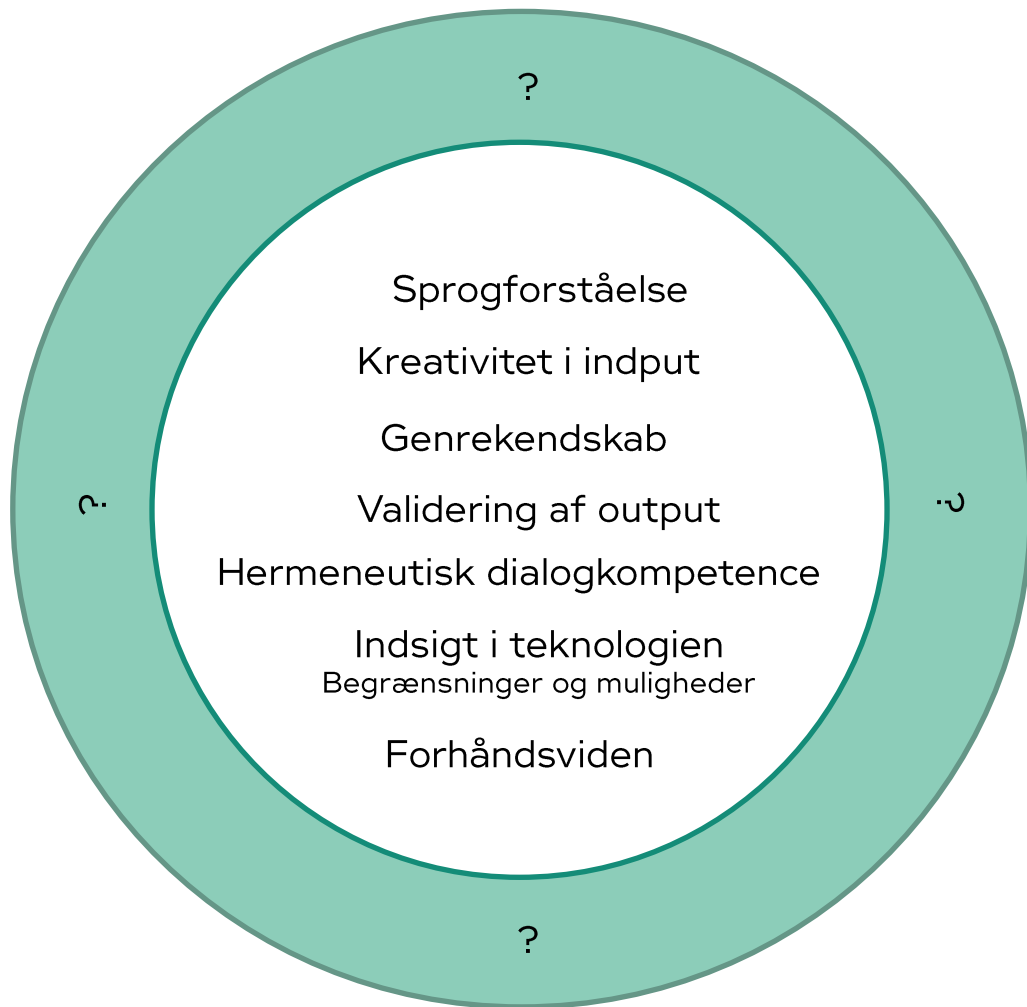 ?
Sprogforståelse
Kreativitet i indput
Genrekendskab
?
?
Validering af output
Hermeneutisk dialogkompetence
Indsigt i teknologien
Begrænsninger og muligheder
Forhåndsviden
?